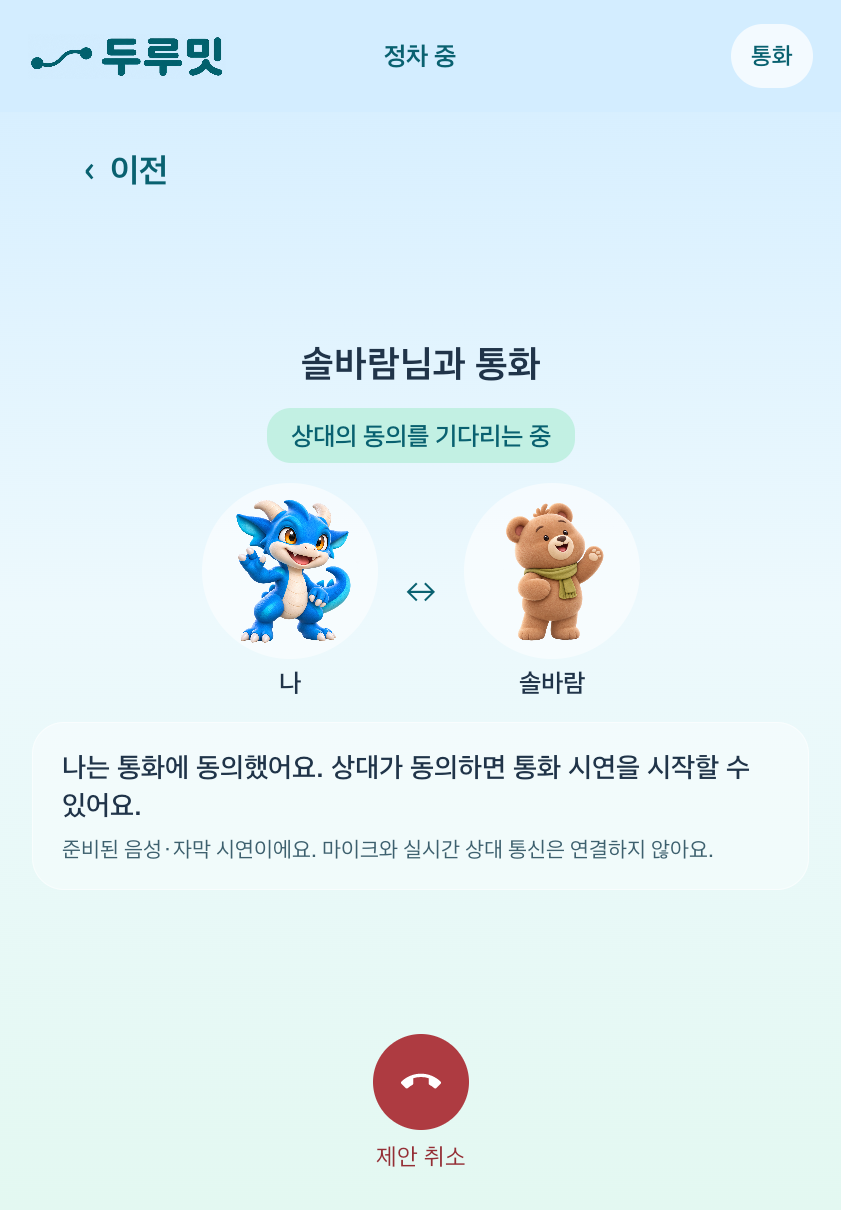 두루밋
정차 중
통화
‹ 이전
솔바람님과 통화
상대의 동의를 기다리는 중
나
솔바람
나는 통화에 동의했어요. 상대가 동의하면 통화 시연을 시작할 수
있어요.
준비된 음성·자막 시연이에요. 마이크와 실시간 상대 통신은 연결하지 않아요.
제안 취소